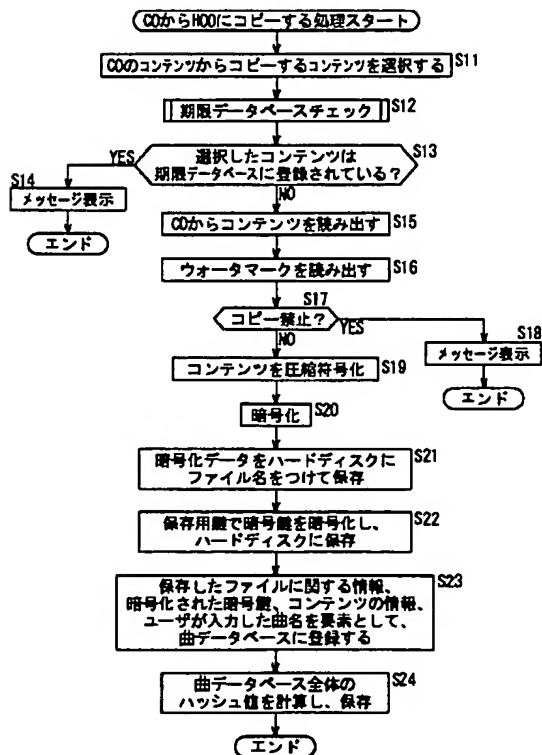 CDからHDDにコピーする処理スタート
CDのコンテンツからコピーするコンテンツを選択する
S11
期限データベースチェック
S12
選択したコンテンツは
期限データベースに登録されている?
S13
YES
S14
メッセージ表示
エンド
NO
CDからコンテンツを読み出す
S15
ウォータマークを読み出す
S16
コピー禁止?
S17
YES
S18
メッセージ表示
エンド
NO
コンテンツを圧縮符号化
S19
暗号化
S20
暗号化データをハードディスクに
ファイル名をつけて保存
S21
保存用鍵で暗号鍵を暗号化し、
ハードディスクに保存
S22
保存したファイルに関する情報、
暗号化された暗号鍵、コンテンツの情報、
ユーザが入力した曲名を要素として、
曲データベースに登録する
S23
曲データベース全体の
ハッシュ値を計算し、保存
S24
エンド